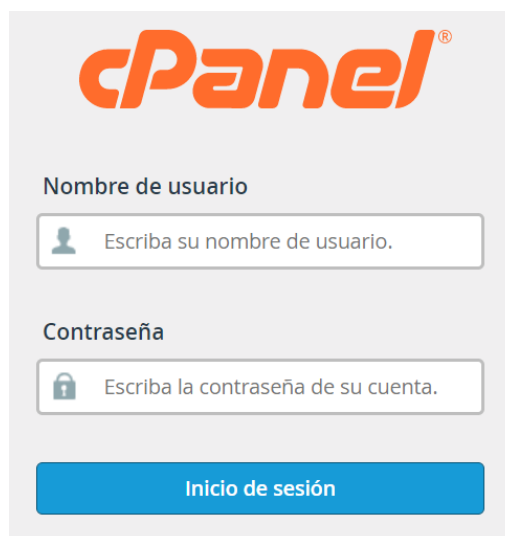 cPanel®
Nombre de usuario
Escriba su nombre de usuario.
Contraseña
Escriba la contraseña de su cuenta.
Inicio de sesión